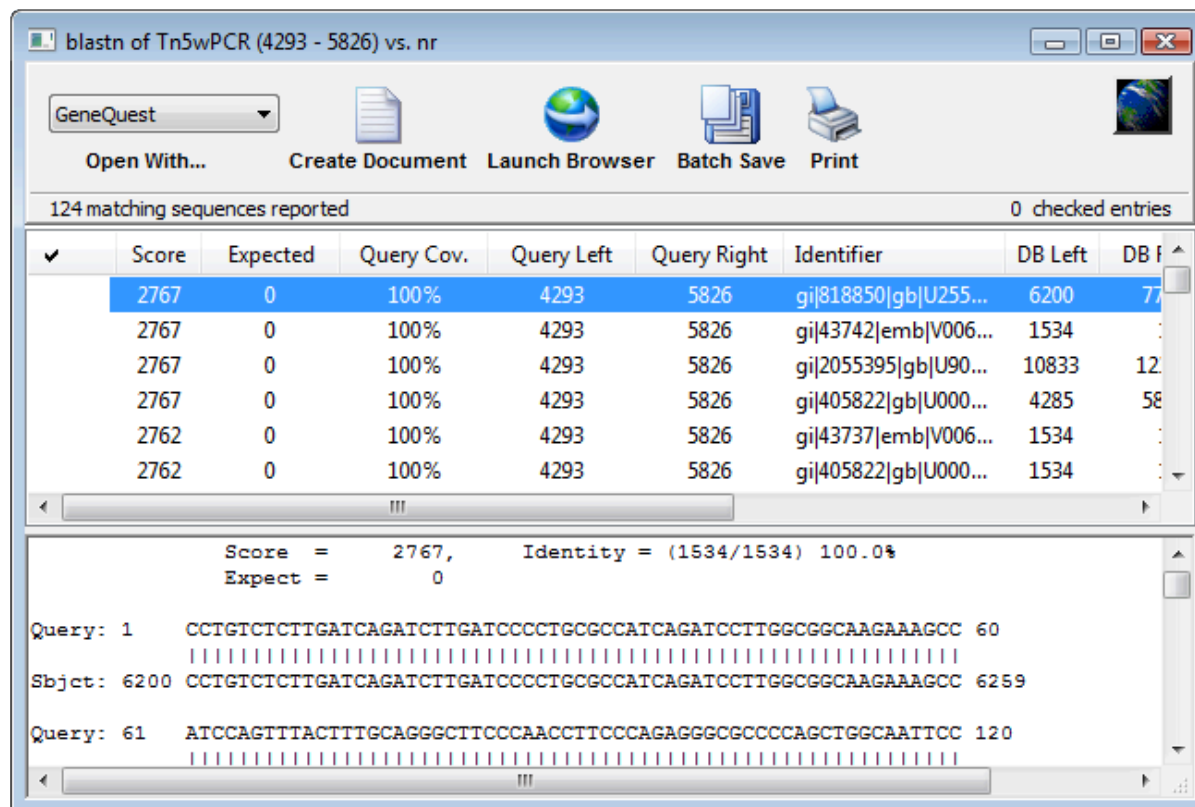 blastn of Tn5wPCR (4293 - 5826) vs. nr
GeneQuest
Open With... Create Document Launch Browser Batch Save Print
124 matching sequences reported 0 checked entries
✔ Score Expected Query Cov. Query Left Query Right Identifier DB Left DB
2767 0 100% 4293 5826 gi|818850|gb|U255... 6200 77
2767 0 100% 4293 5826 gi|43742|emb|V006... 1534
2767 0 100% 4293 5826 gi|2055395|gb|U90... 10833 12
2767 0 100% 4293 5826 gi|405822|gb|U000... 4285 58
2762 0 100% 4293 5826 gi|43737|emb|V006... 1534
2762 0 100% 4293 5826 gi|405822|gb|U000... 1534
Score = 2767, Identity = (1534/1534) 100.0%
Expect = 0
Query: 1 CCTGTCTCTTGATCAGATCTTGATCCCCTGCGCCATCAGATCCTTGGCGGCAAGAAAGCC 60
||||||||||||||||||||||||||||||||||||||||||||||||||||||||||||
Sbjct: 6200 CCTGTCTCTTGATCAGATCTTGATCCCCTGCGCCATCAGATCCTTGGCGGCAAGAAAGCC 6259
Query: 61 ATCCAGTTTACTTTGCAGGGCTTCCCAACCTTCCCAGAGGGCGCCCCAGCTGGCAATTCC 120
||||||||||||||||||||||||||||||||||||||||||||||||||||||||||||